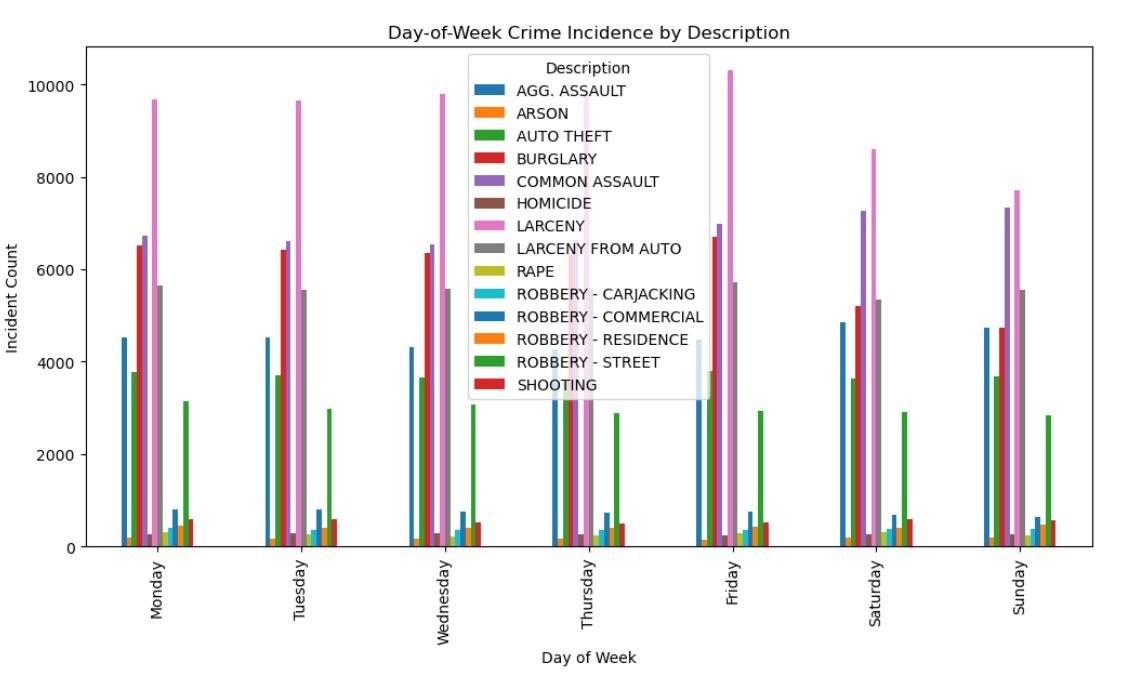 Day-of-Week Crime Incidence by Description
Incident Count
10000
8000
6000
4000
2000
0
Description
AGG. ASSAULT
ARSON
AUTO THEFT
BURGLARY
COMMON ASSAULT
HOMICIDE
LARCENY
LARCENY FROM AUTO
RAPE
ROBBERY - CARJACKING
ROBBERY - COMMERCIAL
ROBBERY - RESIDENCE
ROBBERY - STREET
SHOOTING
Monday
Tuesday
Wednesday
Thursday
Friday
Saturday
Sunday
Day of Week